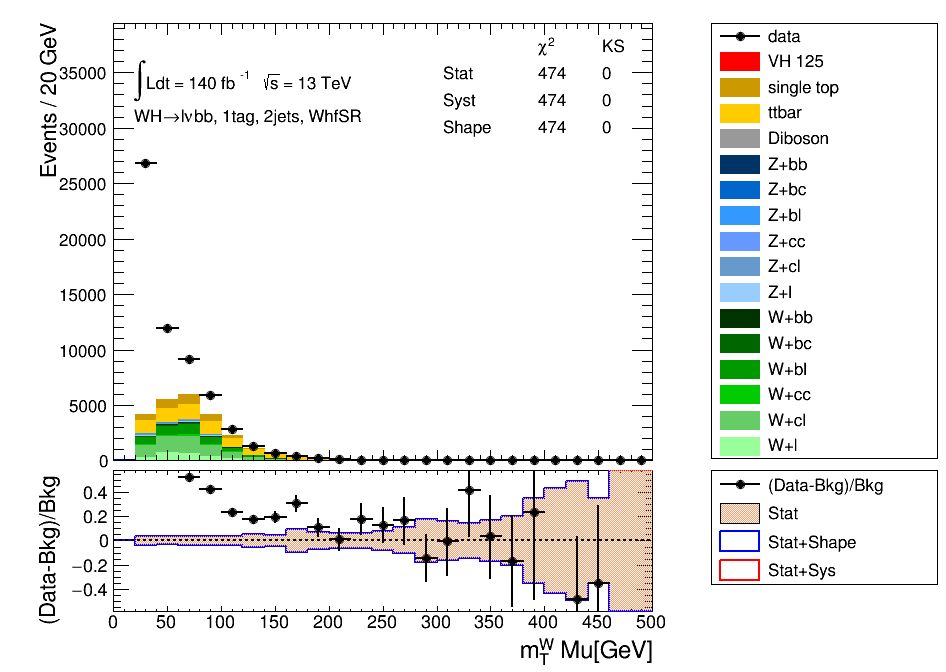 Events / 20 GeV
35000
30000
25000
20000
15000
10000
5000
0
∫Ldt = 140 fb⁻¹ √s = 13 TeV
WH→lνbb, 1tag, 2jets, WhfSR
χ² KS
Stat 474 0
Syst 474 0
Shape 474 0
data
VH 125
single top
ttbar
Diboson
Z+bb
Z+bc
Z+bl
Z+cc
Z+cl
Z+l
W+bb
W+bc
W+bl
W+cc
W+cl
W+l
(Data-Bkg)/Bkg
0.4
0.2
0
−0.2
−0.4
0 50 100 150 200 250 300 350 400 450 500
m_T^W Mu[GeV]
(Data-Bkg)/Bkg
Stat
Stat+Shape
Stat+Sys